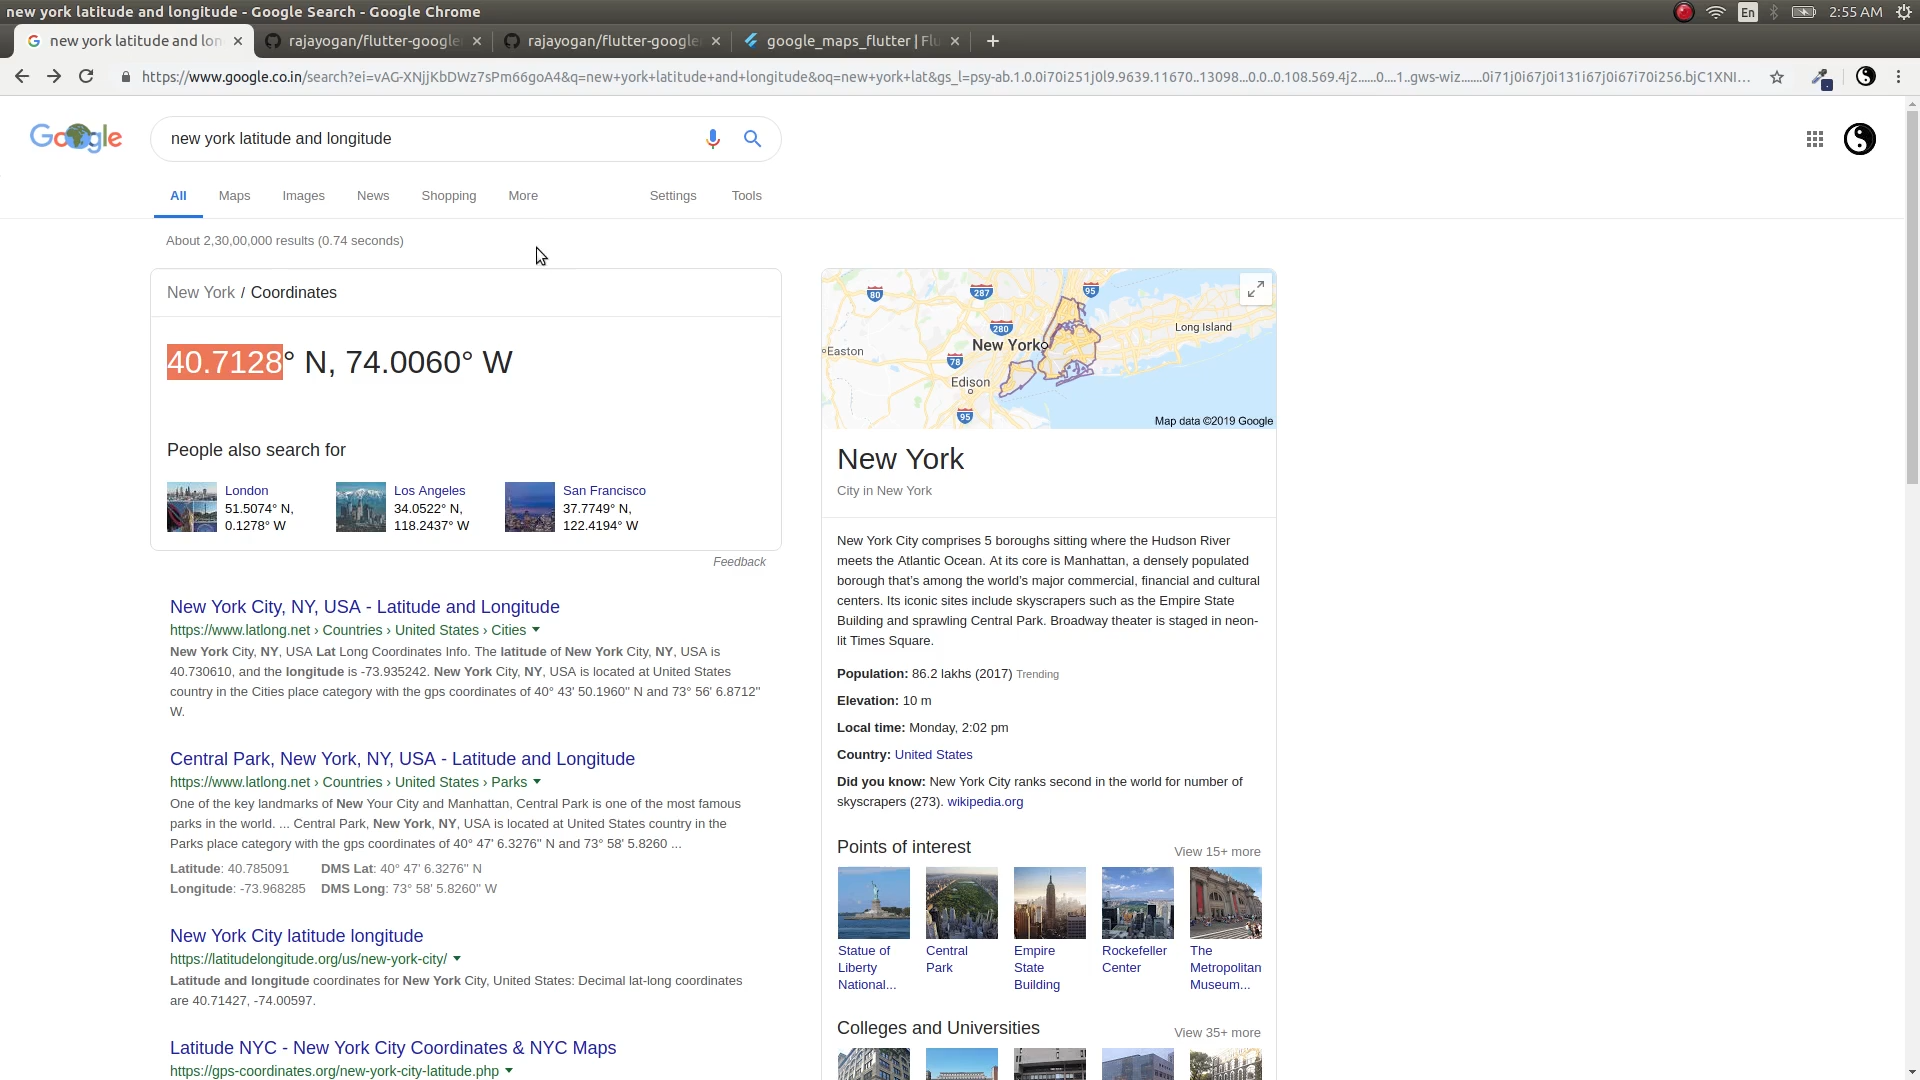 new york latitude and longitude - Google Search - Google Chrome
En
2:55 AM
new york latitude and lon
rajayogan/flutter-google
rajayogan/flutter-google
google_maps_flutter | Flu
https://www.google.co.in/search?ei=vAG-XNjjKbDWz7sPm66goA4&q=new+york+latitude+and+longitude&oq=new+york+lat&gs_l=psy-ab.1.0.0i70i251j0l9.9639.11670..13098...0.0..0.108.569.4j2......0....1..gws-wiz.......0i71j0i67j0i131i67j0i67i70i256.bjC1XNI...
Google
new york latitude and longitude
All
Maps
Images
News
Shopping
More
Settings
Tools
About 2,30,00,000 results (0.74 seconds)
New York / Coordinates
40.7128° N, 74.0060° W
People also search for
London
51.5074° N,
0.1278° W
Los Angeles
34.0522° N,
118.2437° W
San Francisco
37.7749° N,
122.4194° W
Feedback
New York City, NY, USA - Latitude and Longitude
https://www.latlong.net › Countries › United States › Cities
New York City, NY, USA Lat Long Coordinates Info. The latitude of New York City, NY, USA is
40.730610, and the longitude is -73.935242. New York City, NY, USA is located at United States
country in the Cities place category with the gps coordinates of 40° 43' 50.1960'' N and 73° 56' 6.8712''
W.
Central Park, New York, NY, USA - Latitude and Longitude
https://www.latlong.net › Countries › United States › Parks
One of the key landmarks of New Your City and Manhattan, Central Park is one of the most famous
parks in the world. ... Central Park, New York, NY, USA is located at United States country in the
Parks place category with the gps coordinates of 40° 47' 6.3276'' N and 73° 58' 5.8260 ...
Latitude: 40.785091
DMS Lat: 40° 47' 6.3276'' N
Longitude: -73.968285
DMS Long: 73° 58' 5.8260'' W
New York City latitude longitude
https://latitudelongitude.org/us/new-york-city/
Latitude and longitude coordinates for New York City, United States: Decimal lat-long coordinates
are 40.71427, -74.00597.
Latitude NYC - New York City Coordinates & NYC Maps
https://gps-coordinates.org/new-york-city-latitude.php
80
287
95
280
Long Island
New York
Easton
78
Edison
95
Map data ©2019 Google
New York
City in New York
New York City comprises 5 boroughs sitting where the Hudson River
meets the Atlantic Ocean. At its core is Manhattan, a densely populated
borough that's among the world's major commercial, financial and cultural
centers. Its iconic sites include skyscrapers such as the Empire State
Building and sprawling Central Park. Broadway theater is staged in neon-
lit Times Square.
Population: 86.2 lakhs (2017) Trending
Elevation: 10 m
Local time: Monday, 2:02 pm
Country: United States
Did you know: New York City ranks second in the world for number of
skyscrapers (273). wikipedia.org
Points of interest
View 15+ more
Statue of
Liberty
National...
Central
Park
Empire
State
Building
Rockefeller
Center
The
Metropolitan
Museum...
Colleges and Universities
View 35+ more